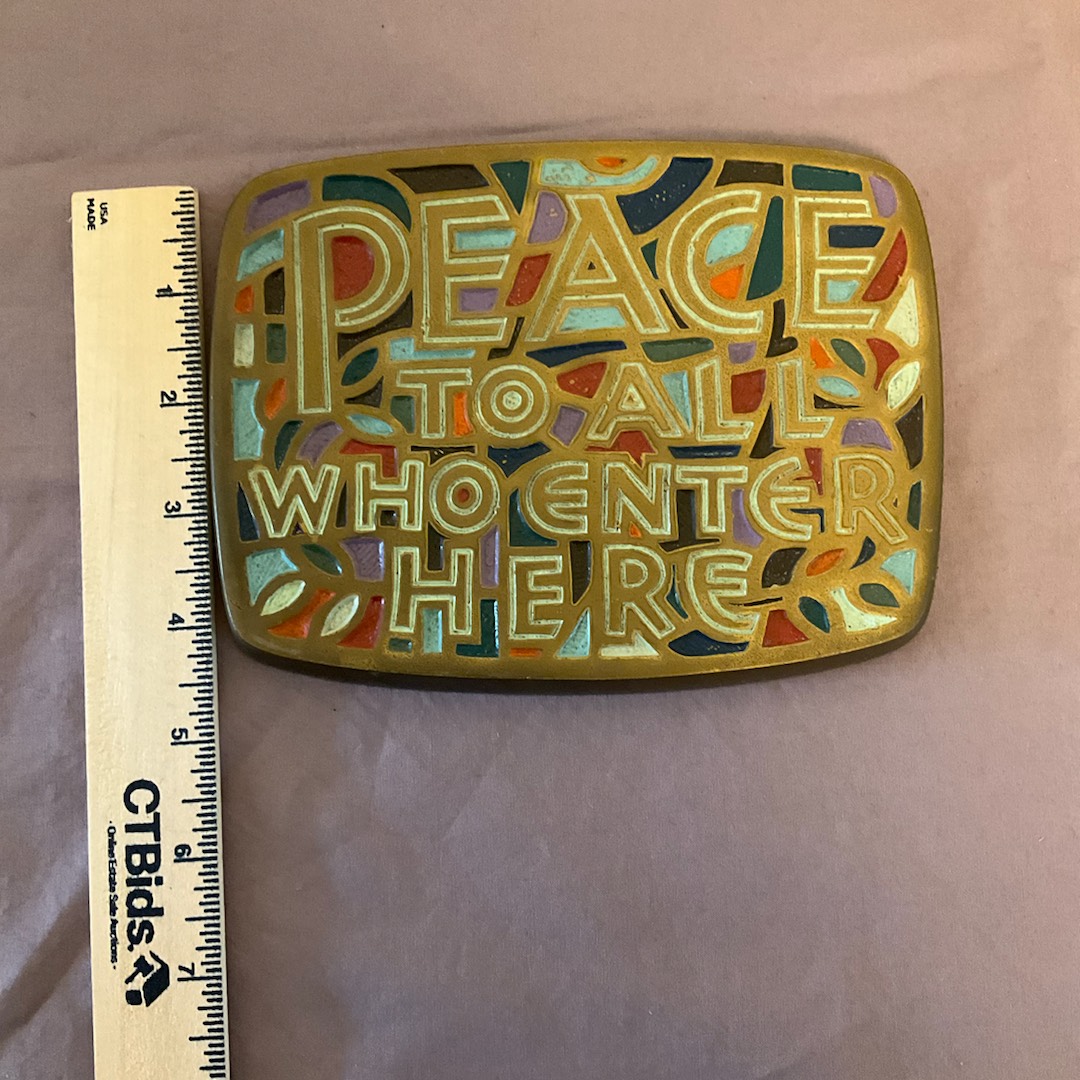 PEACE
TO ALL
WHO ENTER
HERE
USA
MADE
1
2
3
4
5
6
7
CTBids.
· Online Estate Sale Auctions ·